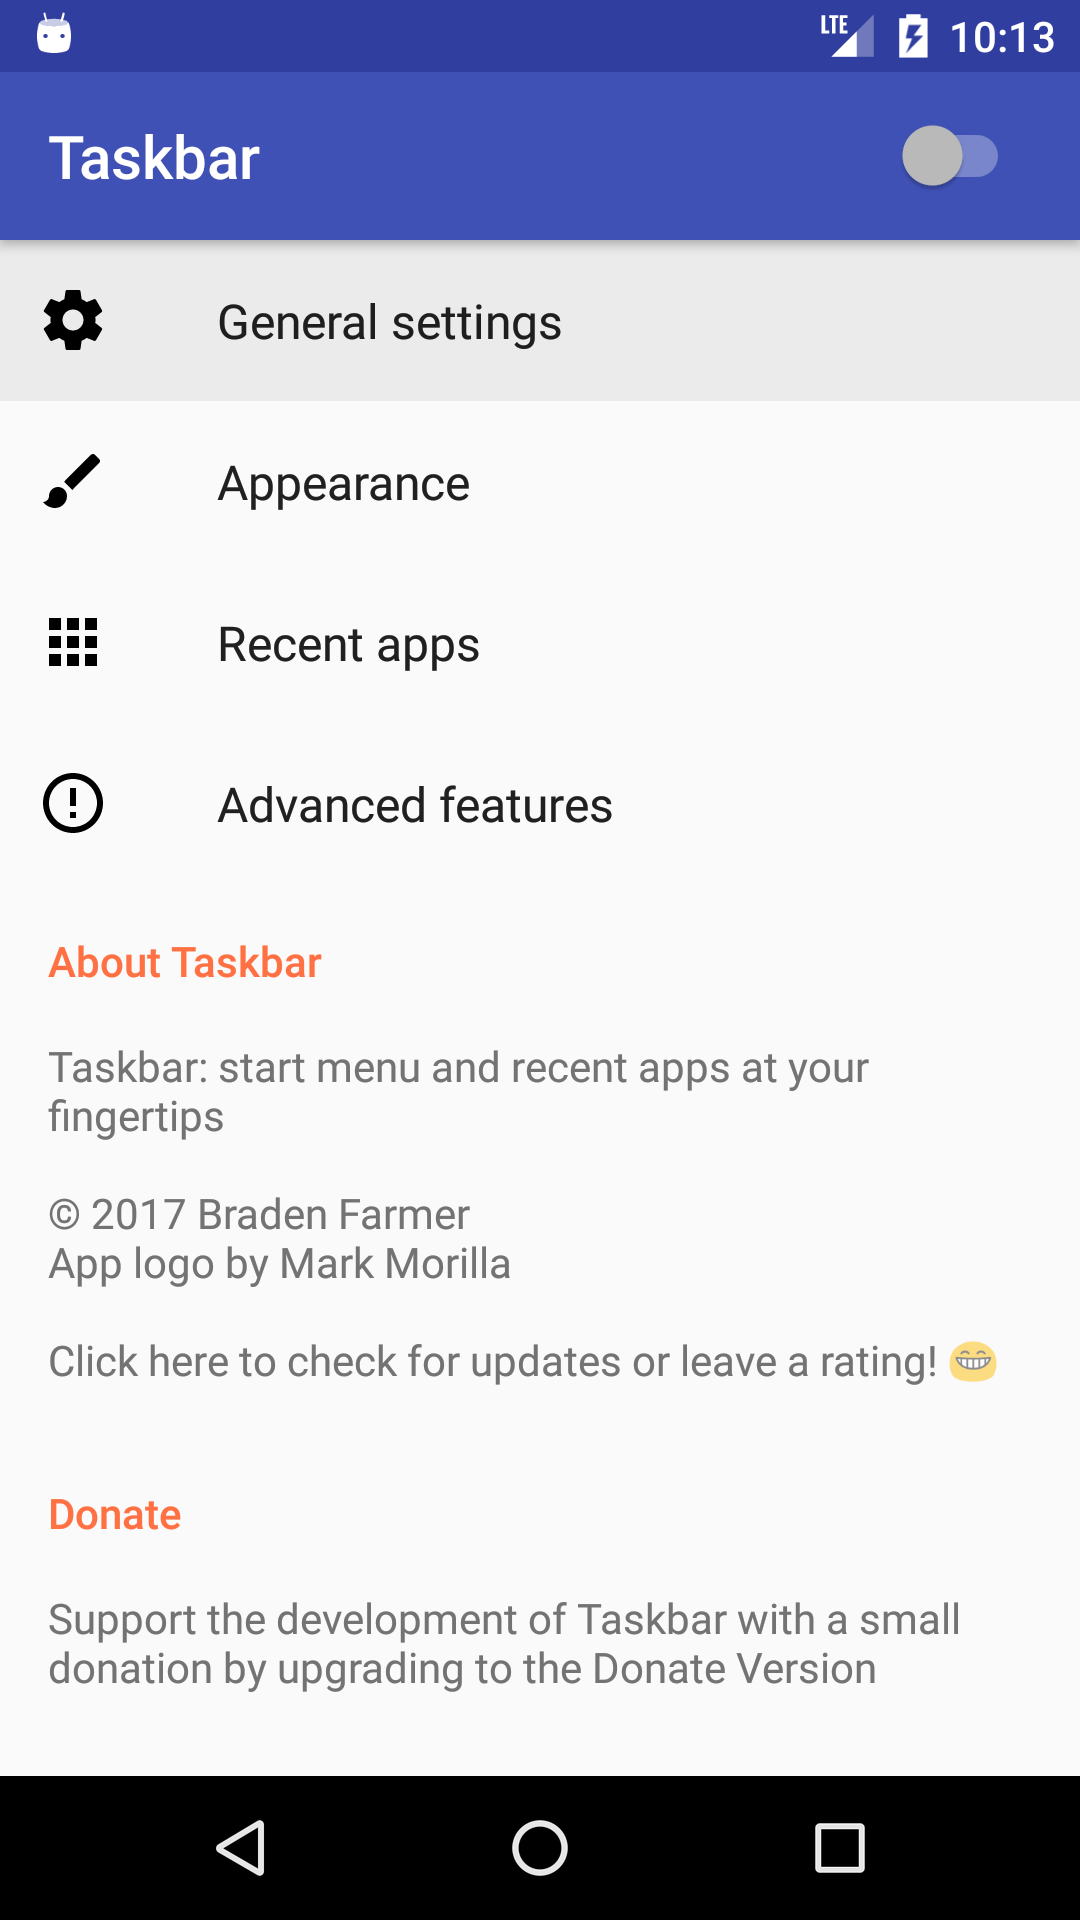 LTE 10:13
Taskbar
General settings
Appearance
Recent apps
Advanced features
About Taskbar
Taskbar: start menu and recent apps at your
fingertips
© 2017 Braden Farmer
App logo by Mark Morilla
Click here to check for updates or leave a rating! 😁
Donate
Support the development of Taskbar with a small
donation by upgrading to the Donate Version